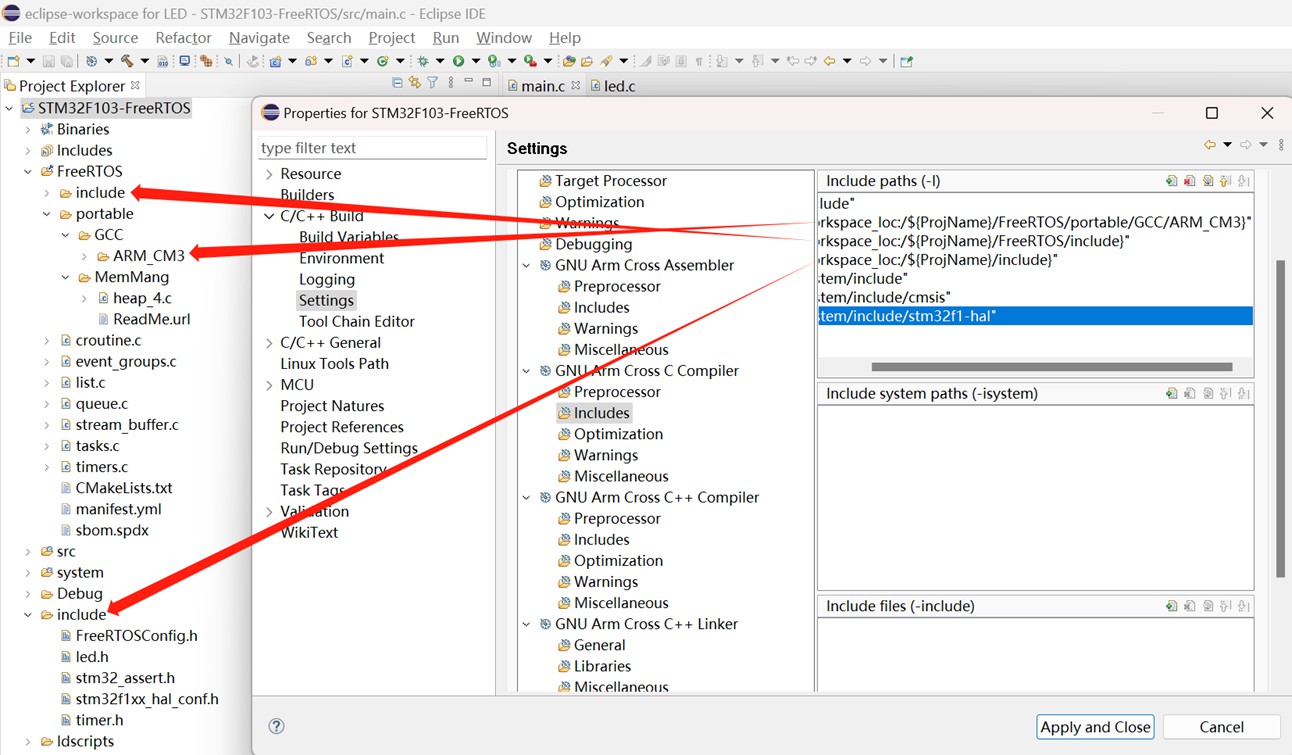 eclipse-workspace for LED - STM32F103-FreeRTOS/src/main.c - Eclipse IDE
File Edit Source Refactor Navigate Search Project Run Window Help
Project Explorer
STM32F103-FreeRTOS
Binaries
Includes
FreeRTOS
include
portable
GCC
ARM_CM3
MemMang
heap_4.c
ReadMe.url
croutine.c
event_groups.c
list.c
queue.c
stream_buffer.c
tasks.c
timers.c
CMakeLists.txt
manifest.yml
sbom.spdx
src
system
Debug
include
FreeRTOSConfig.h
led.h
stm32_assert.h
stm32f1xx_hal_conf.h
timer.h
ldscripts
main.c led.c
Properties for STM32F103-FreeRTOS
type filter text
Resource
Builders
C/C++ Build
Build Variables
Environment
Logging
Settings
Tool Chain Editor
C/C++ General
Linux Tools Path
MCU
Project Natures
Project References
Run/Debug Settings
Task Repository
Task Tags
Validation
WikiText
Settings
Target Processor
Optimization
Warnings
Debugging
GNU Arm Cross Assembler
Preprocessor
Includes
Warnings
Miscellaneous
GNU Arm Cross C Compiler
Preprocessor
Includes
Optimization
Warnings
Miscellaneous
GNU Arm Cross C++ Compiler
Preprocessor
Includes
Optimization
Warnings
Miscellaneous
GNU Arm Cross C++ Linker
General
Libraries
Miscellaneous
Include paths (-I)
lude"
orkspace_loc:/${ProjName}/FreeRTOS/portable/GCC/ARM_CM3}"
orkspace_loc:/${ProjName}/FreeRTOS/include}"
orkspace_loc:/${ProjName}/include}"
stem/include"
stem/include/cmsis"
stem/include/stm32f1-hal"
Include system paths (-isystem)
Include files (-include)
Apply and Close Cancel